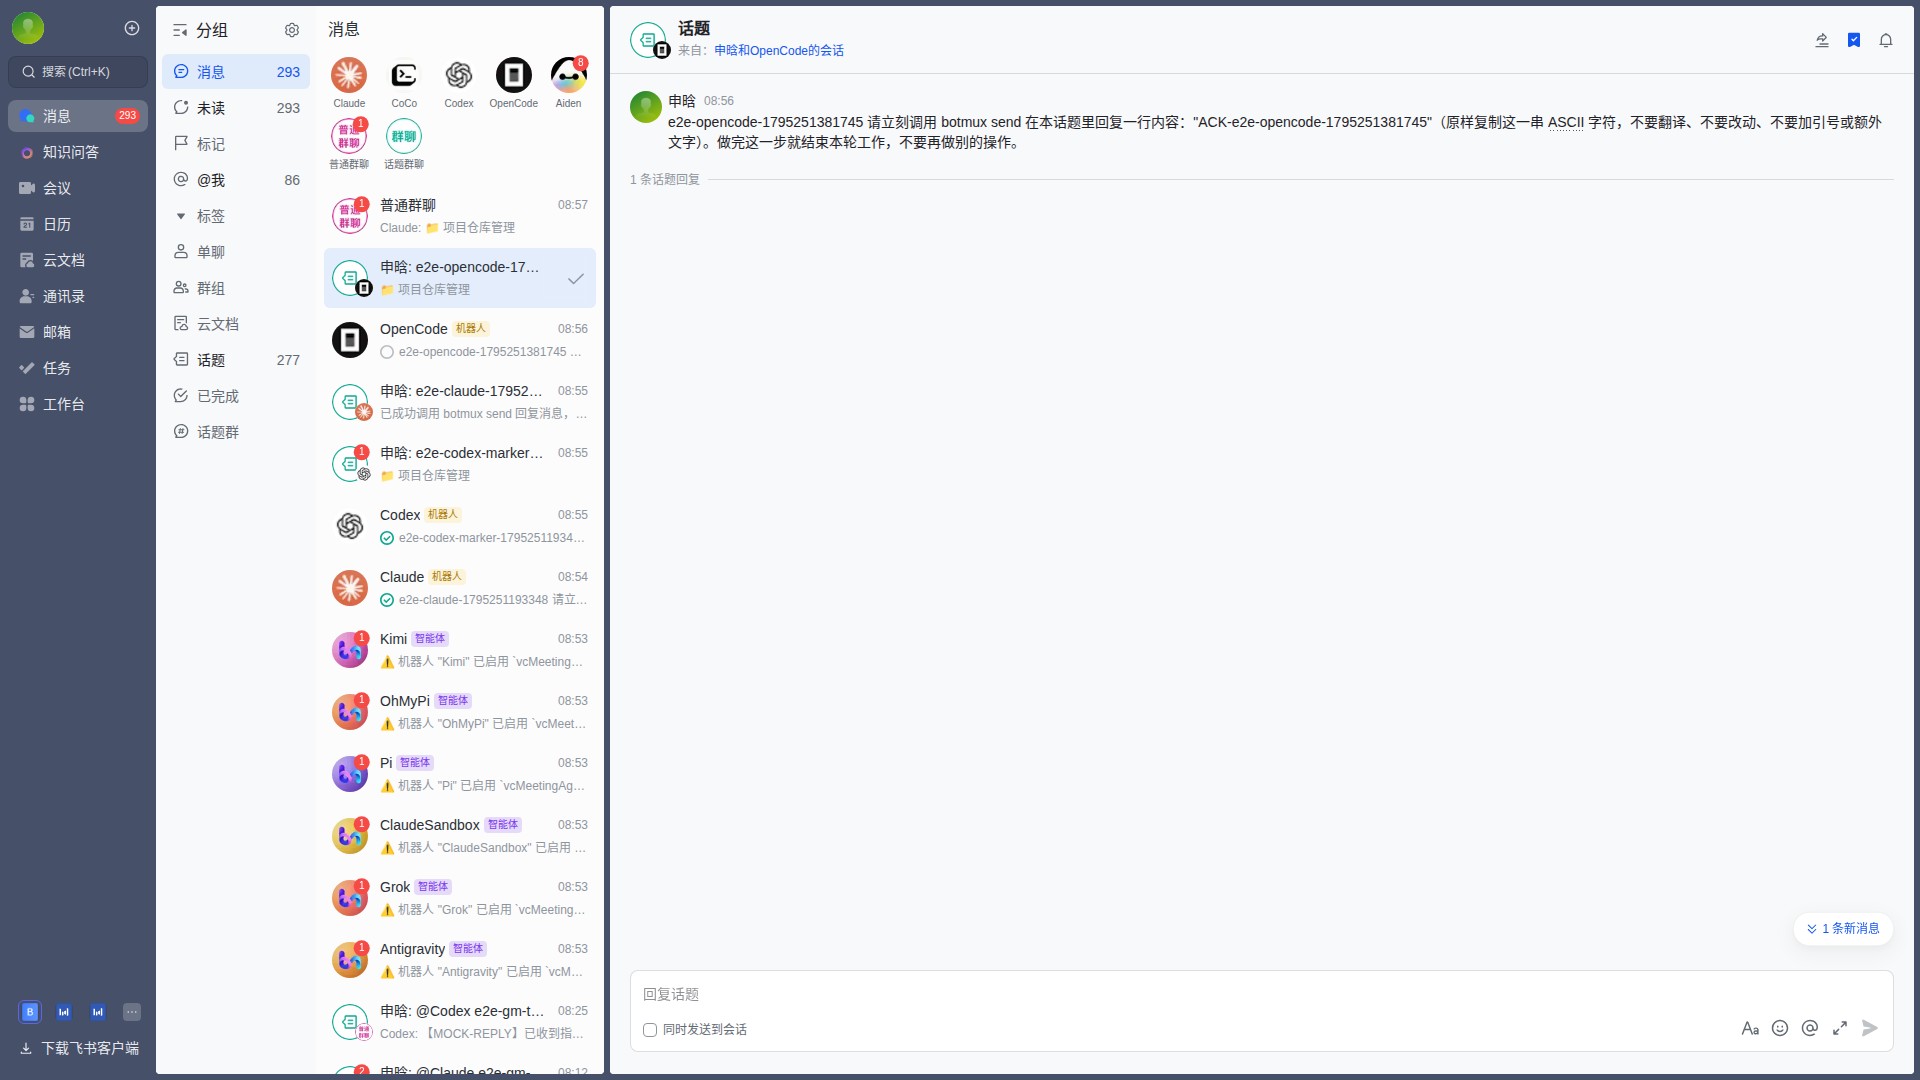 搜索 (Ctrl+K)
消息
293
知识问答
会议
日历
云文档
通讯录
邮箱
任务
工作台
下载飞书客户端
分组
消息 293
未读 293
标记
@我 86
标签
单聊
群组
云文档
话题 277
已完成
话题群
消息
8
Claude CoCo Codex OpenCode Aiden
普通群聊 1
群聊
普通群聊 话题群聊
普通群聊 08:57
Claude: 📁 项目仓库管理
申晗: e2e-opencode-17…
📁 项目仓库管理
OpenCode 机器人 08:56
e2e-opencode-1795251381745 …
申晗: e2e-claude-17952… 08:55
已成功调用 botmux send 回复消息，…
申晗: e2e-codex-marker… 08:55
📁 项目仓库管理
Codex 机器人 08:55
e2e-codex-marker-17952511934…
Claude 机器人 08:54
e2e-claude-1795251193348 请立…
Kimi 智能体 08:53
⚠️ 机器人 "Kimi" 已启用 `vcMeeting…
OhMyPi 智能体 08:53
⚠️ 机器人 "OhMyPi" 已启用 `vcMeet…
Pi 智能体 08:53
⚠️ 机器人 "Pi" 已启用 `vcMeetingAg…
ClaudeSandbox 智能体 08:53
⚠️ 机器人 "ClaudeSandbox" 已启用 …
Grok 智能体 08:53
⚠️ 机器人 "Grok" 已启用 `vcMeeting…
Antigravity 智能体 08:53
⚠️ 机器人 "Antigravity" 已启用 `vcM…
申晗: @Codex e2e-gm-t… 08:25
Codex: 【MOCK-REPLY】已收到指…
申晗: @Claude e2e-gm- 08:12
话题
来自：申晗和OpenCode的会话
申晗 08:56
e2e-opencode-1795251381745 请立刻调用 botmux send 在本话题里回复一行内容："ACK-e2e-opencode-1795251381745"（原样复制这一串 ASCII 字符，不要翻译、不要改动、不要加引号或额外
文字）。做完这一步就结束本轮工作，不要再做别的操作。
1 条话题回复
1 条新消息
回复话题
同时发送到会话